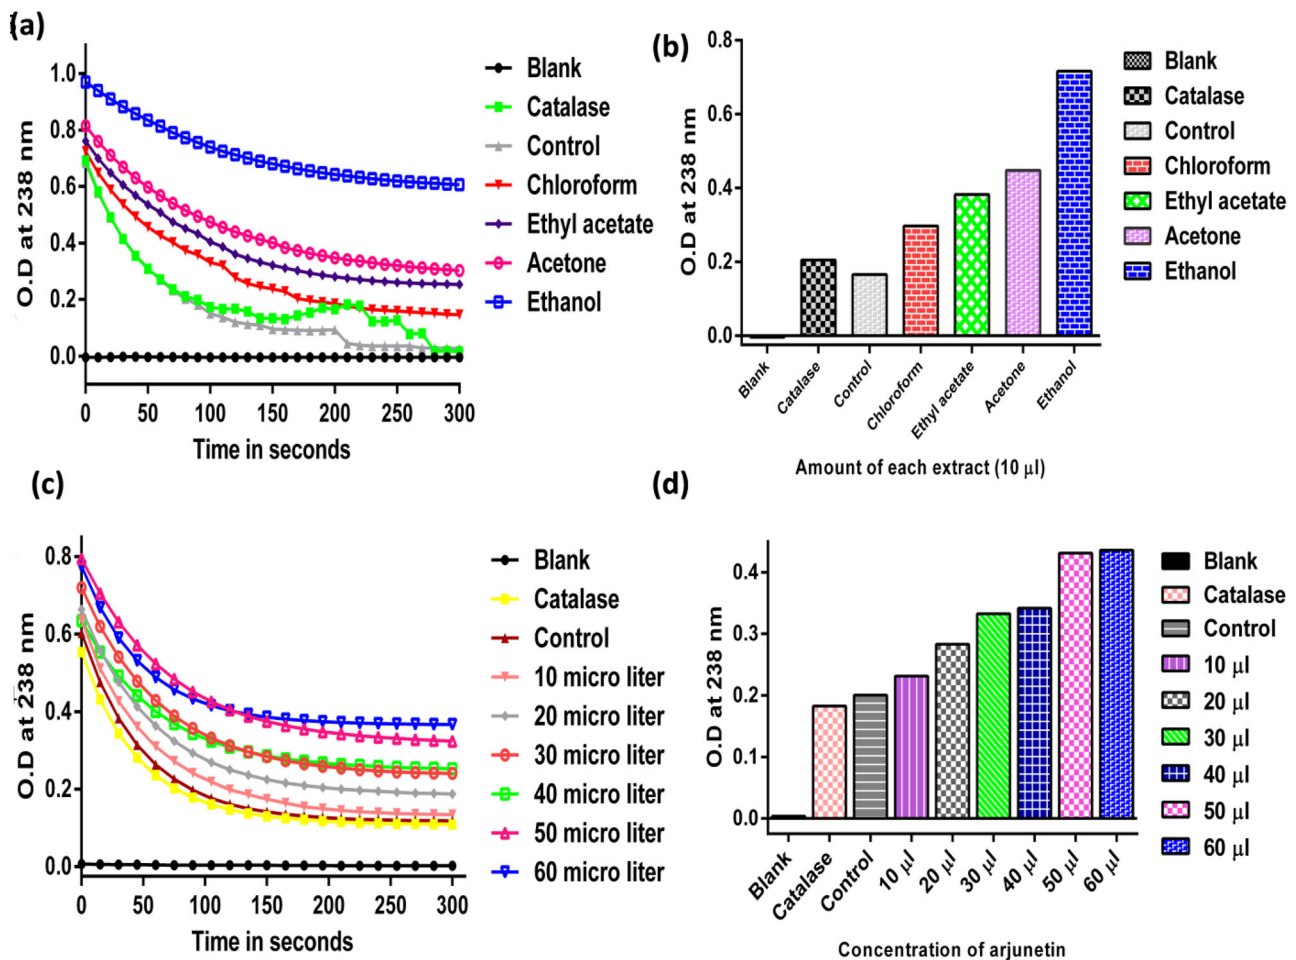 (a)
O.D at 238 nm
1.0
0.8
0.6
0.4
0.2
0.0
0 50 100 150 200 250 300
Time in seconds
Blank
Catalase
Control
Chloroform
Ethyl acetate
Acetone
Ethanol
(b)
O.D at 238 nm
0.8
0.6
0.4
0.2
0.0
Blank Catalase Control Chloroform Ethyl acetate Acetone Ethanol
Amount of each extract (10 μl)
Blank
Catalase
Control
Chloroform
Ethyl acetate
Acetone
Ethanol
(c)
O.D at 238 nm
0.8
0.6
0.4
0.2
0.0
0 50 100 150 200 250 300
Time in seconds
Blank
Catalase
Control
10 micro liter
20 micro liter
30 micro liter
40 micro liter
50 micro liter
60 micro liter
(d)
O.D at 238 nm
0.4
0.3
0.2
0.1
0.0
Blank Catalase Control 10 μl 20 μl 30 μl 40 μl 50 μl 60 μl
Concentration of arjunetin
Blank
Catalase
Control
10 μl
20 μl
30 μl
40 μl
50 μl
60 μl